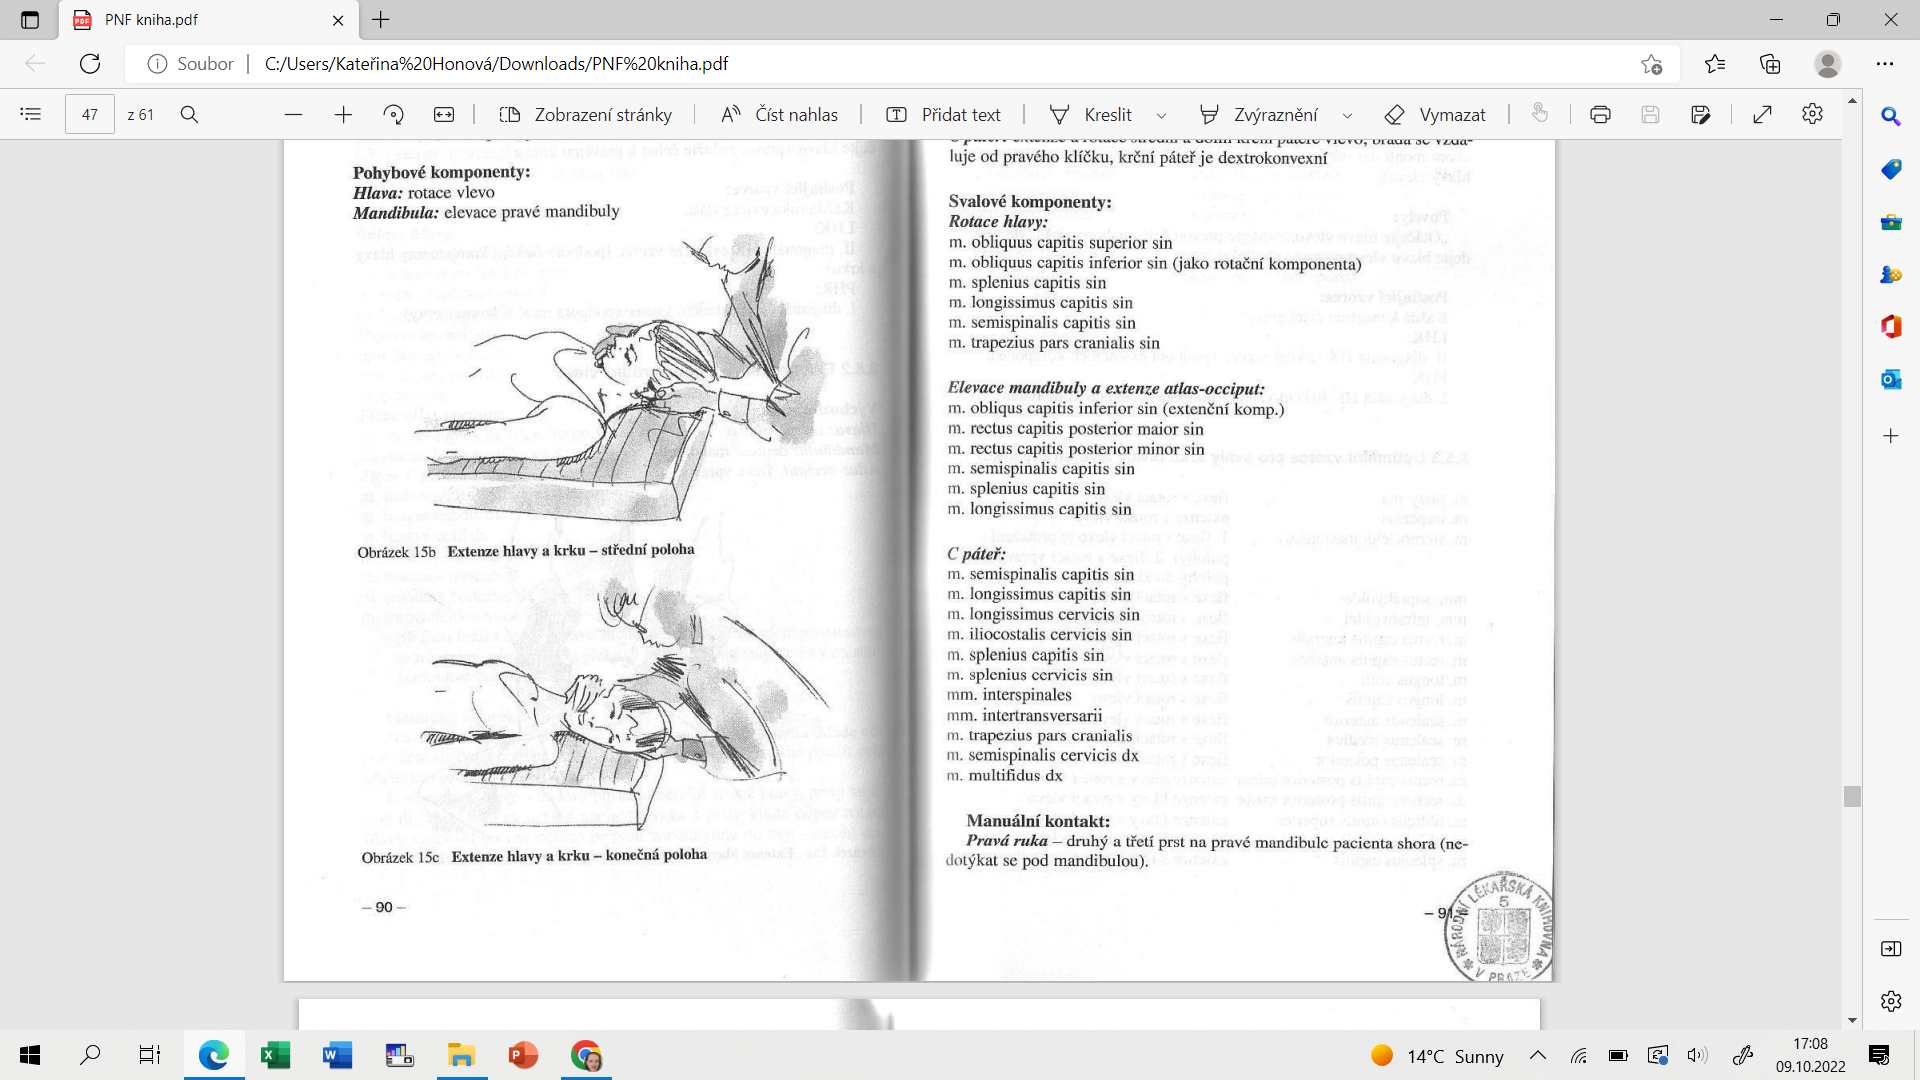 PNF kniha.pdf
Soubor
C:/Users/Kateřina%20Honová/Downloads/PNF%20kniha.pdf
47
z 61
Zobrazení stránky
Číst nahlas
Přidat text
Kreslit
Zvýraznění
Vymazat
Pohybové komponenty:
Hlava: rotace vlevo
Mandibula: elevace pravé mandibuly
Obrázek 15b Extenze hlavy a krku – střední poloha
Obrázek 15c Extenze hlavy a krku – konečná poloha
– 90 –
luje od pravého klíčku, krční páteř je dextrokonvexní
Svalové komponenty:
Rotace hlavy:
m. obliquus capitis superior sin
m. obliquus capitis inferior sin (jako rotační komponenta)
m. splenius capitis sin
m. longissimus capitis sin
m. semispinalis capitis sin
m. trapezius pars cranialis sin
Elevace mandibuly a extenze atlas-occiput:
m. obliqus capitis inferior sin (extenční komp.)
m. rectus capitis posterior maior sin
m. rectus capitis posterior minor sin
m. semispinalis capitis sin
m. splenius capitis sin
m. longissimus capitis sin
C páteř:
m. semispinalis capitis sin
m. longissimus capitis sin
m. longissimus cervicis sin
m. iliocostalis cervicis sin
m. splenius capitis sin
m. splenius cervicis sin
mm. interspinales
mm. intertransversarii
m. trapezius pars cranialis
m. semispinalis cervicis dx
m. multifidus dx
Manuální kontakt:
Pravá ruka – druhý a třetí prst na pravé mandibule pacienta shora (ne-
dotýkat se pod mandibulou).
– 91 –
NÁRODNÍ LÉKAŘSKÁ KNIHOVNA
5
V PRAZE
14°C Sunny
17:08
09.10.2022